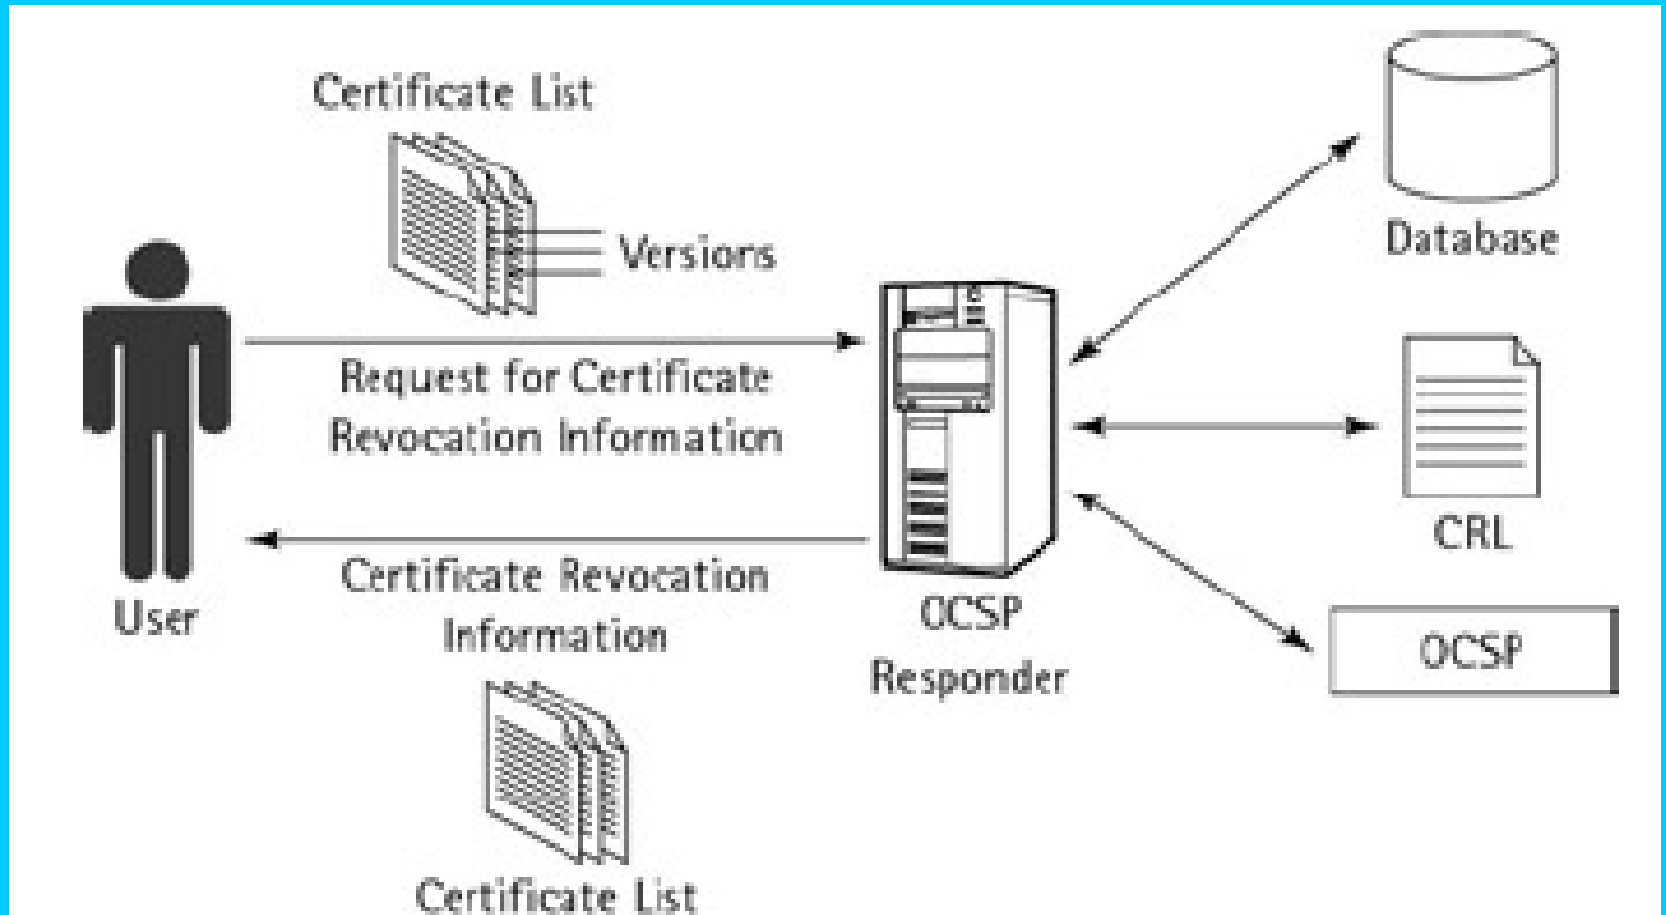 Certificate List
Versions
Request for Certificate
Revocation Information
Certificate Revocation
Information
Certificate List
User
OCSP
Responder
Database
CRL
OCSP